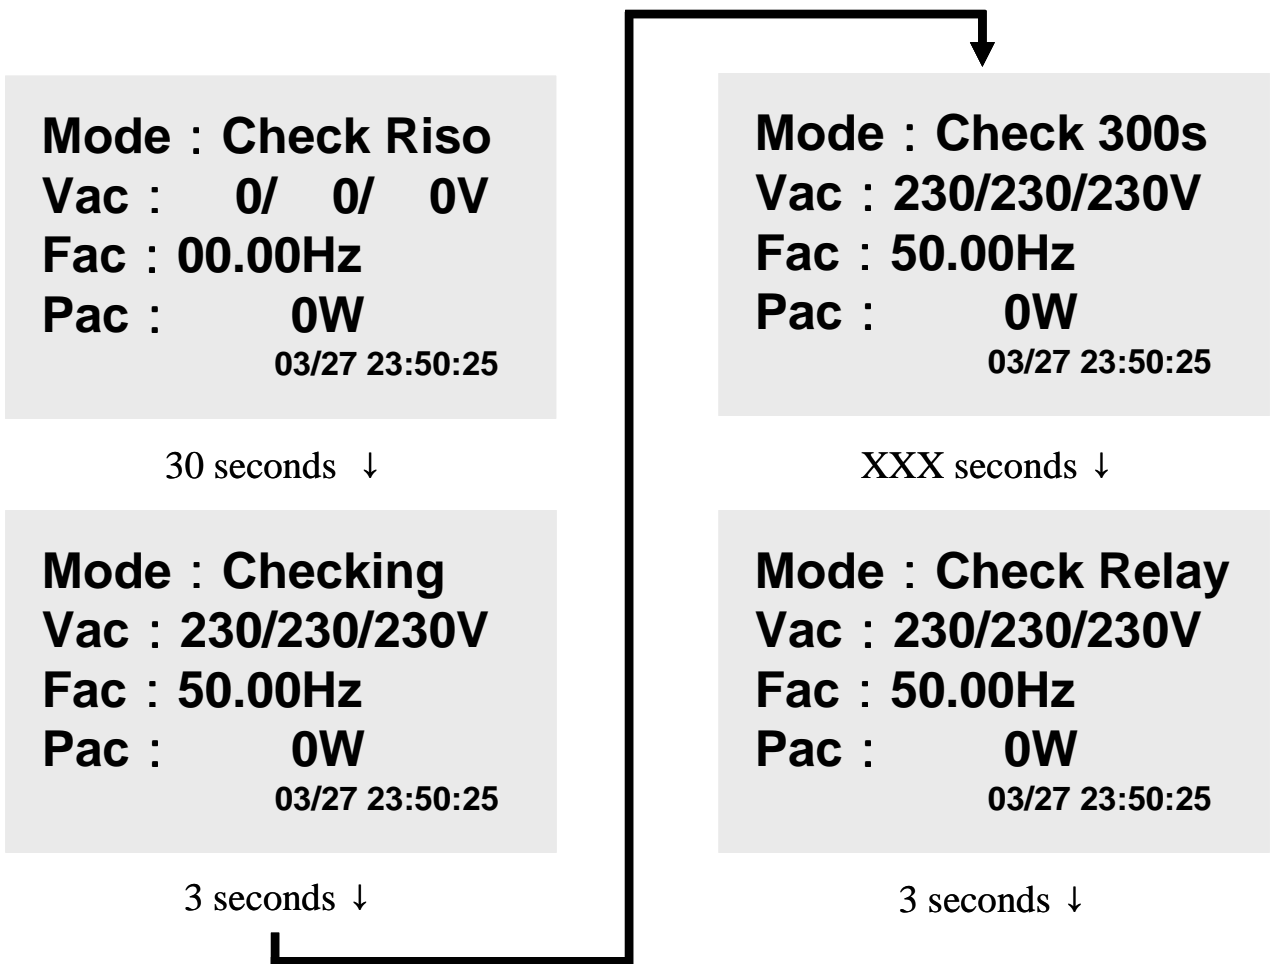 Mode：Check Riso
Vac： 0/ 0/ 0V
Fac：00.00Hz
Pac： 0W
03/27 23:50:25
30 seconds ↓
Mode：Checking
Vac：230/230/230V
Fac：50.00Hz
Pac： 0W
03/27 23:50:25
3 seconds ↓
Mode：Check 300s
Vac：230/230/230V
Fac：50.00Hz
Pac： 0W
03/27 23:50:25
XXX seconds ↓
Mode：Check Relay
Vac：230/230/230V
Fac：50.00Hz
Pac： 0W
03/27 23:50:25
3 seconds ↓